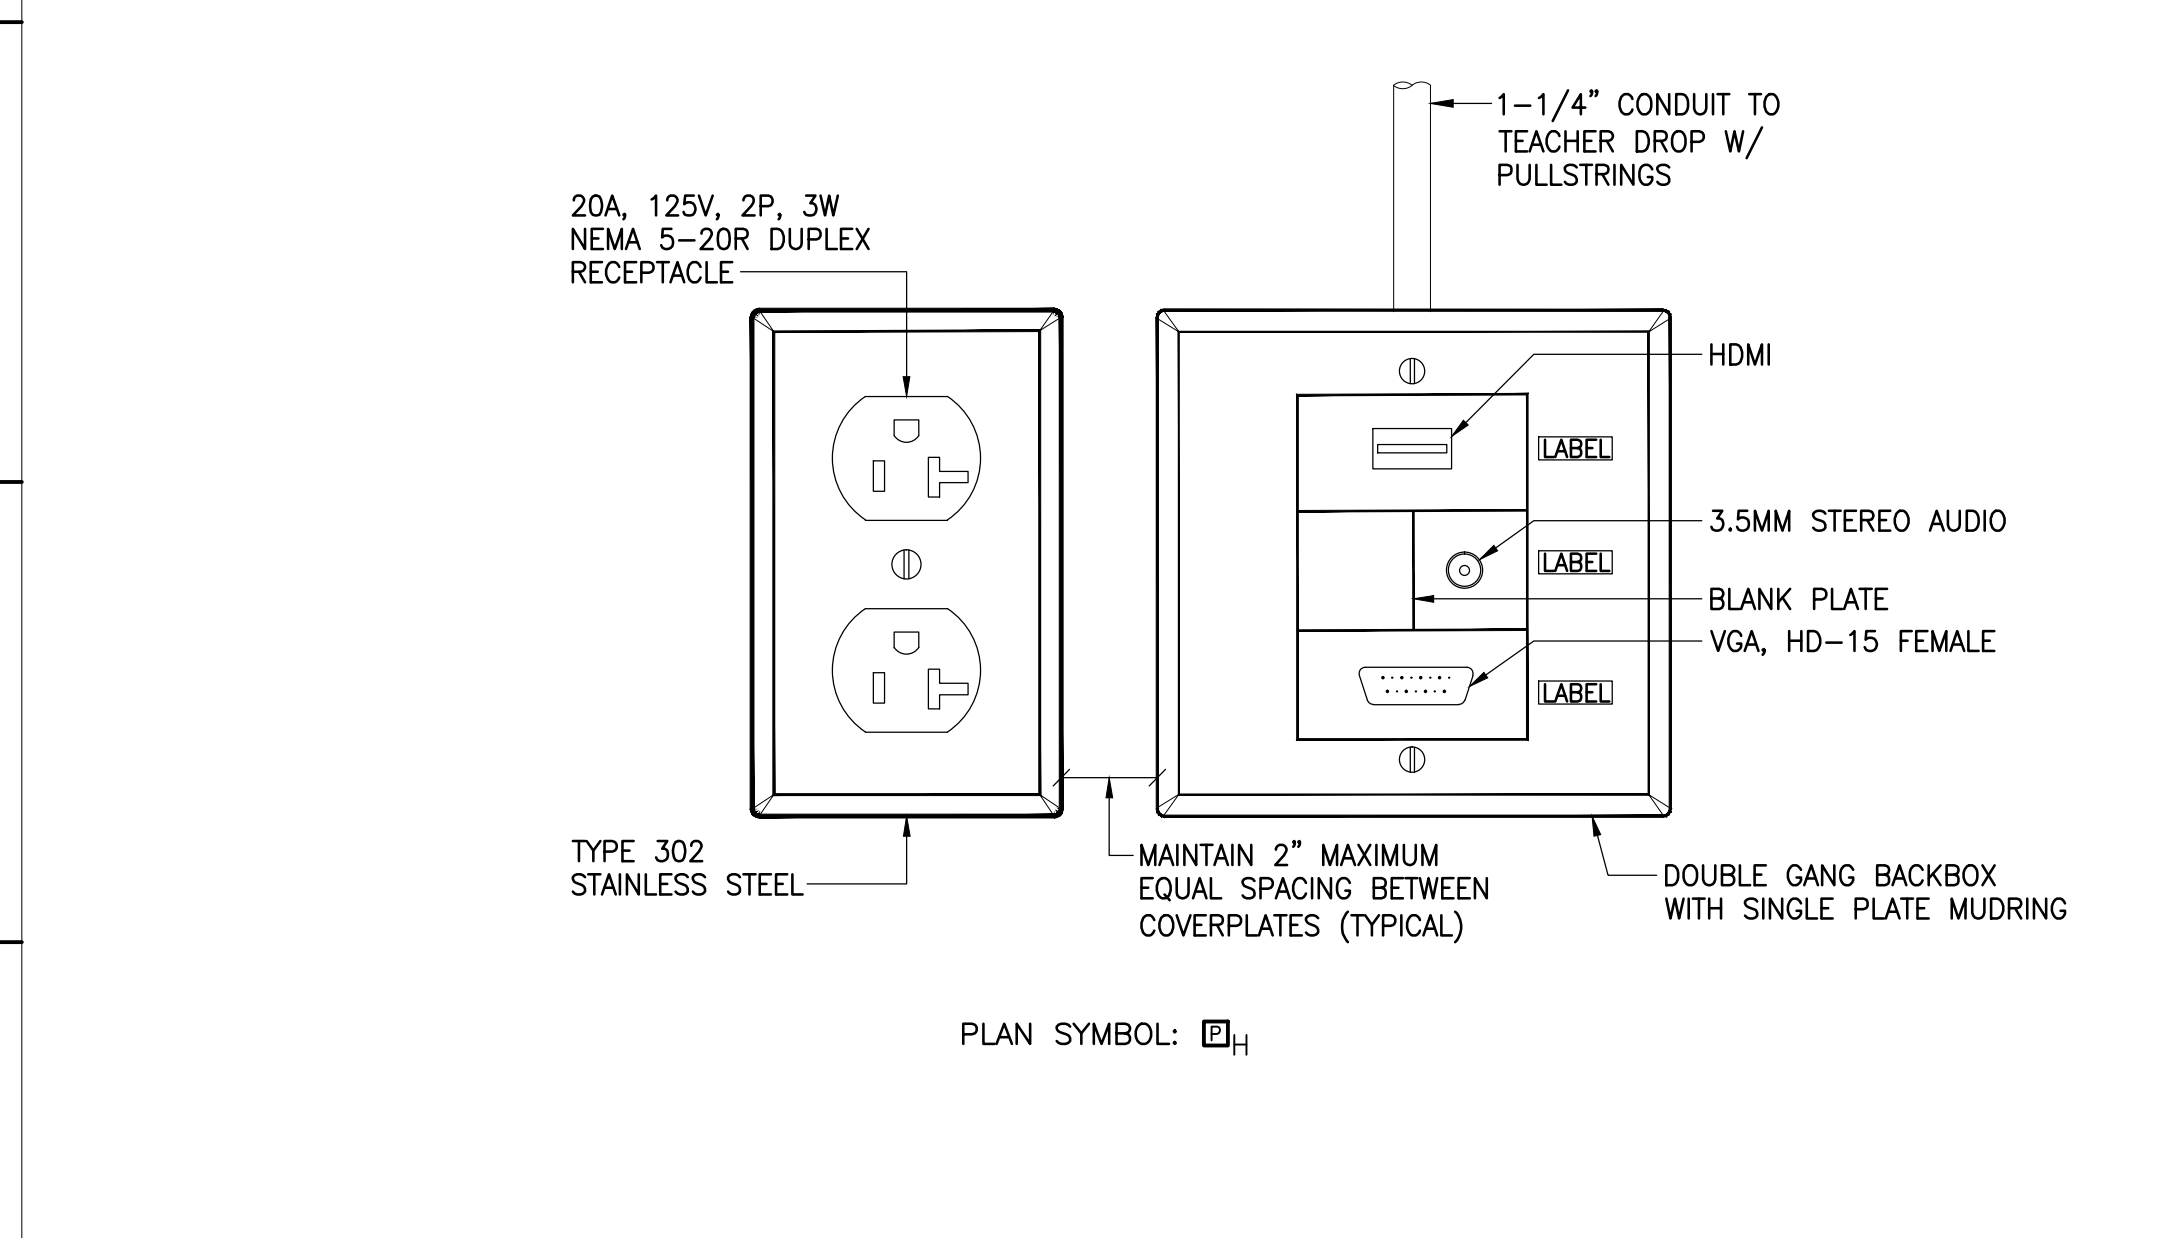 1-1/4” CONDUIT TO
TEACHER DROP W/
PULLSTRINGS
20A, 125V, 2P, 3W
NEMA 5-20R DUPLEX
RECEPTACLE
HDMI
LABEL
3.5MM STEREO AUDIO
LABEL
BLANK PLATE
VGA, HD-15 FEMALE
LABEL
TYPE 302
STAINLESS STEEL
MAINTAIN 2” MAXIMUM
EQUAL SPACING BETWEEN
COVERPLATES (TYPICAL)
DOUBLE GANG BACKBOX
WITH SINGLE PLATE MUDRING
PLAN SYMBOL: P H